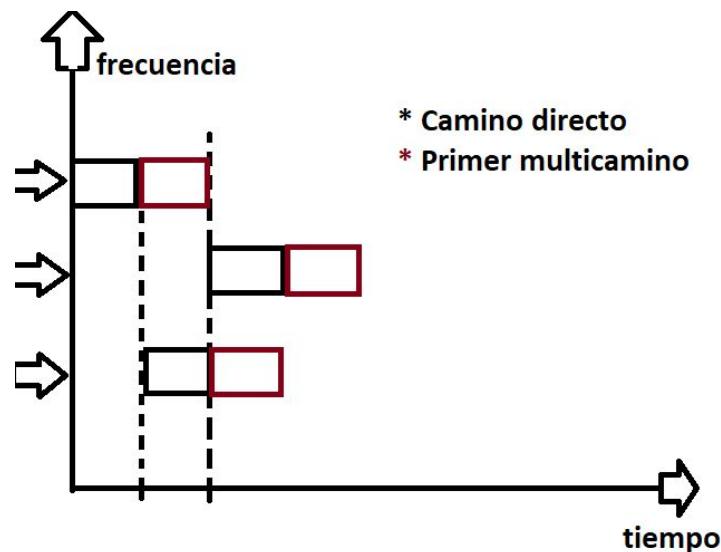 frecuencia
* Camino directo
* Primer multicamino
tiempo